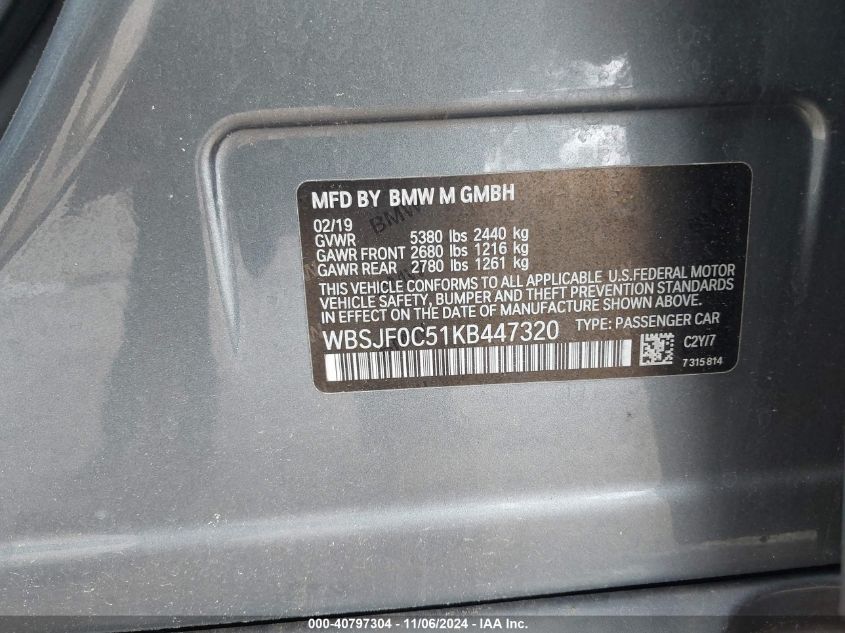 MFD BY BMW M GMBH
02/19
GVWR 5380 lbs 2440 kg
GAWR FRONT 2680 lbs 1216 kg
GAWR REAR 2780 lbs 1261 kg
THIS VEHICLE CONFORMS TO ALL APPLICABLE U.S.FEDERAL MOTOR
VEHICLE SAFETY, BUMPER AND THEFT PREVENTION STANDARDS
IN EFFECT ON THE DATE OF MANUFACTURE SHOWN ABOVE.
WBSJF0C51KB447320 TYPE: PASSENGER CAR
C2Y/7
7315814
000-40797304 - 11/06/2024 - IAA Inc.